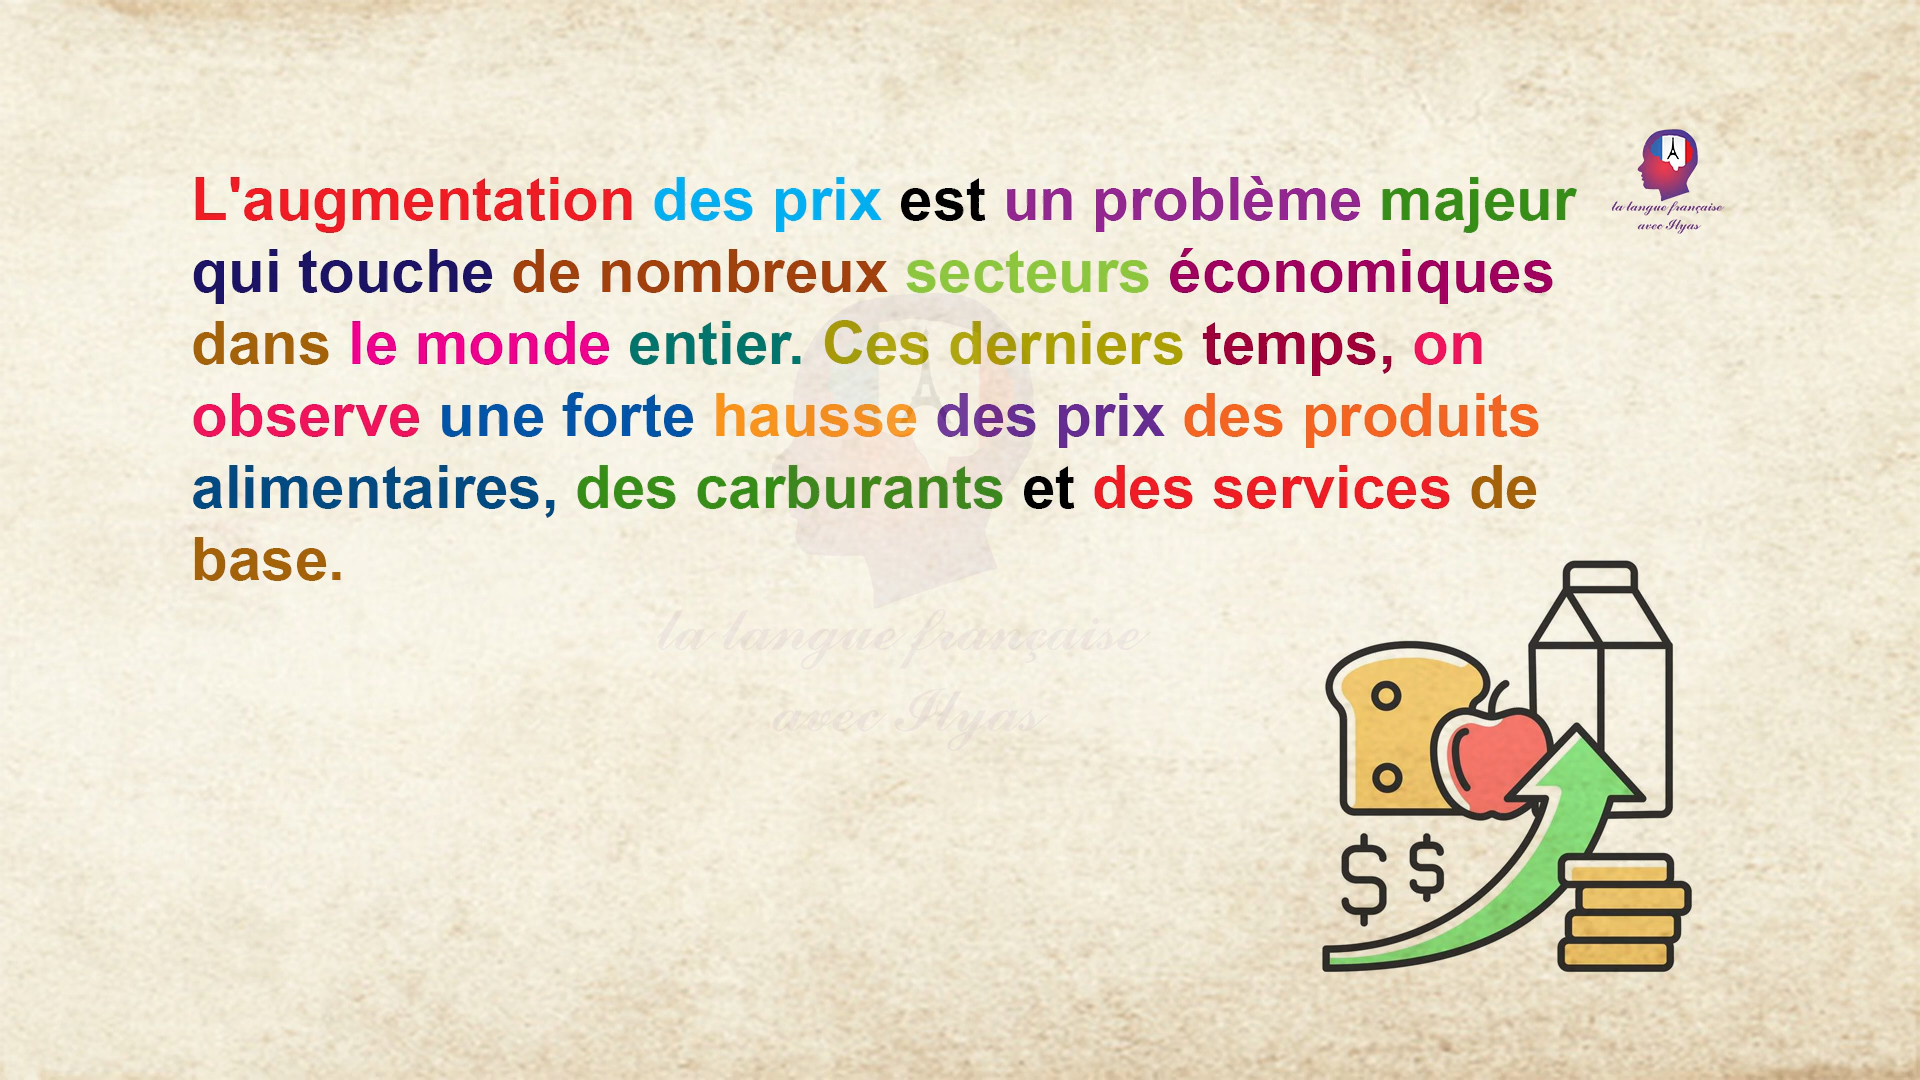 L'augmentation des prix est un problème majeur
qui touche de nombreux secteurs économiques
dans le monde entier. Ces derniers temps, on
observe une forte hausse des prix des produits
alimentaires, des carburants et des services de
base.
la langue française
avec Ilyas
la langue française
avec Ilyas
$ $